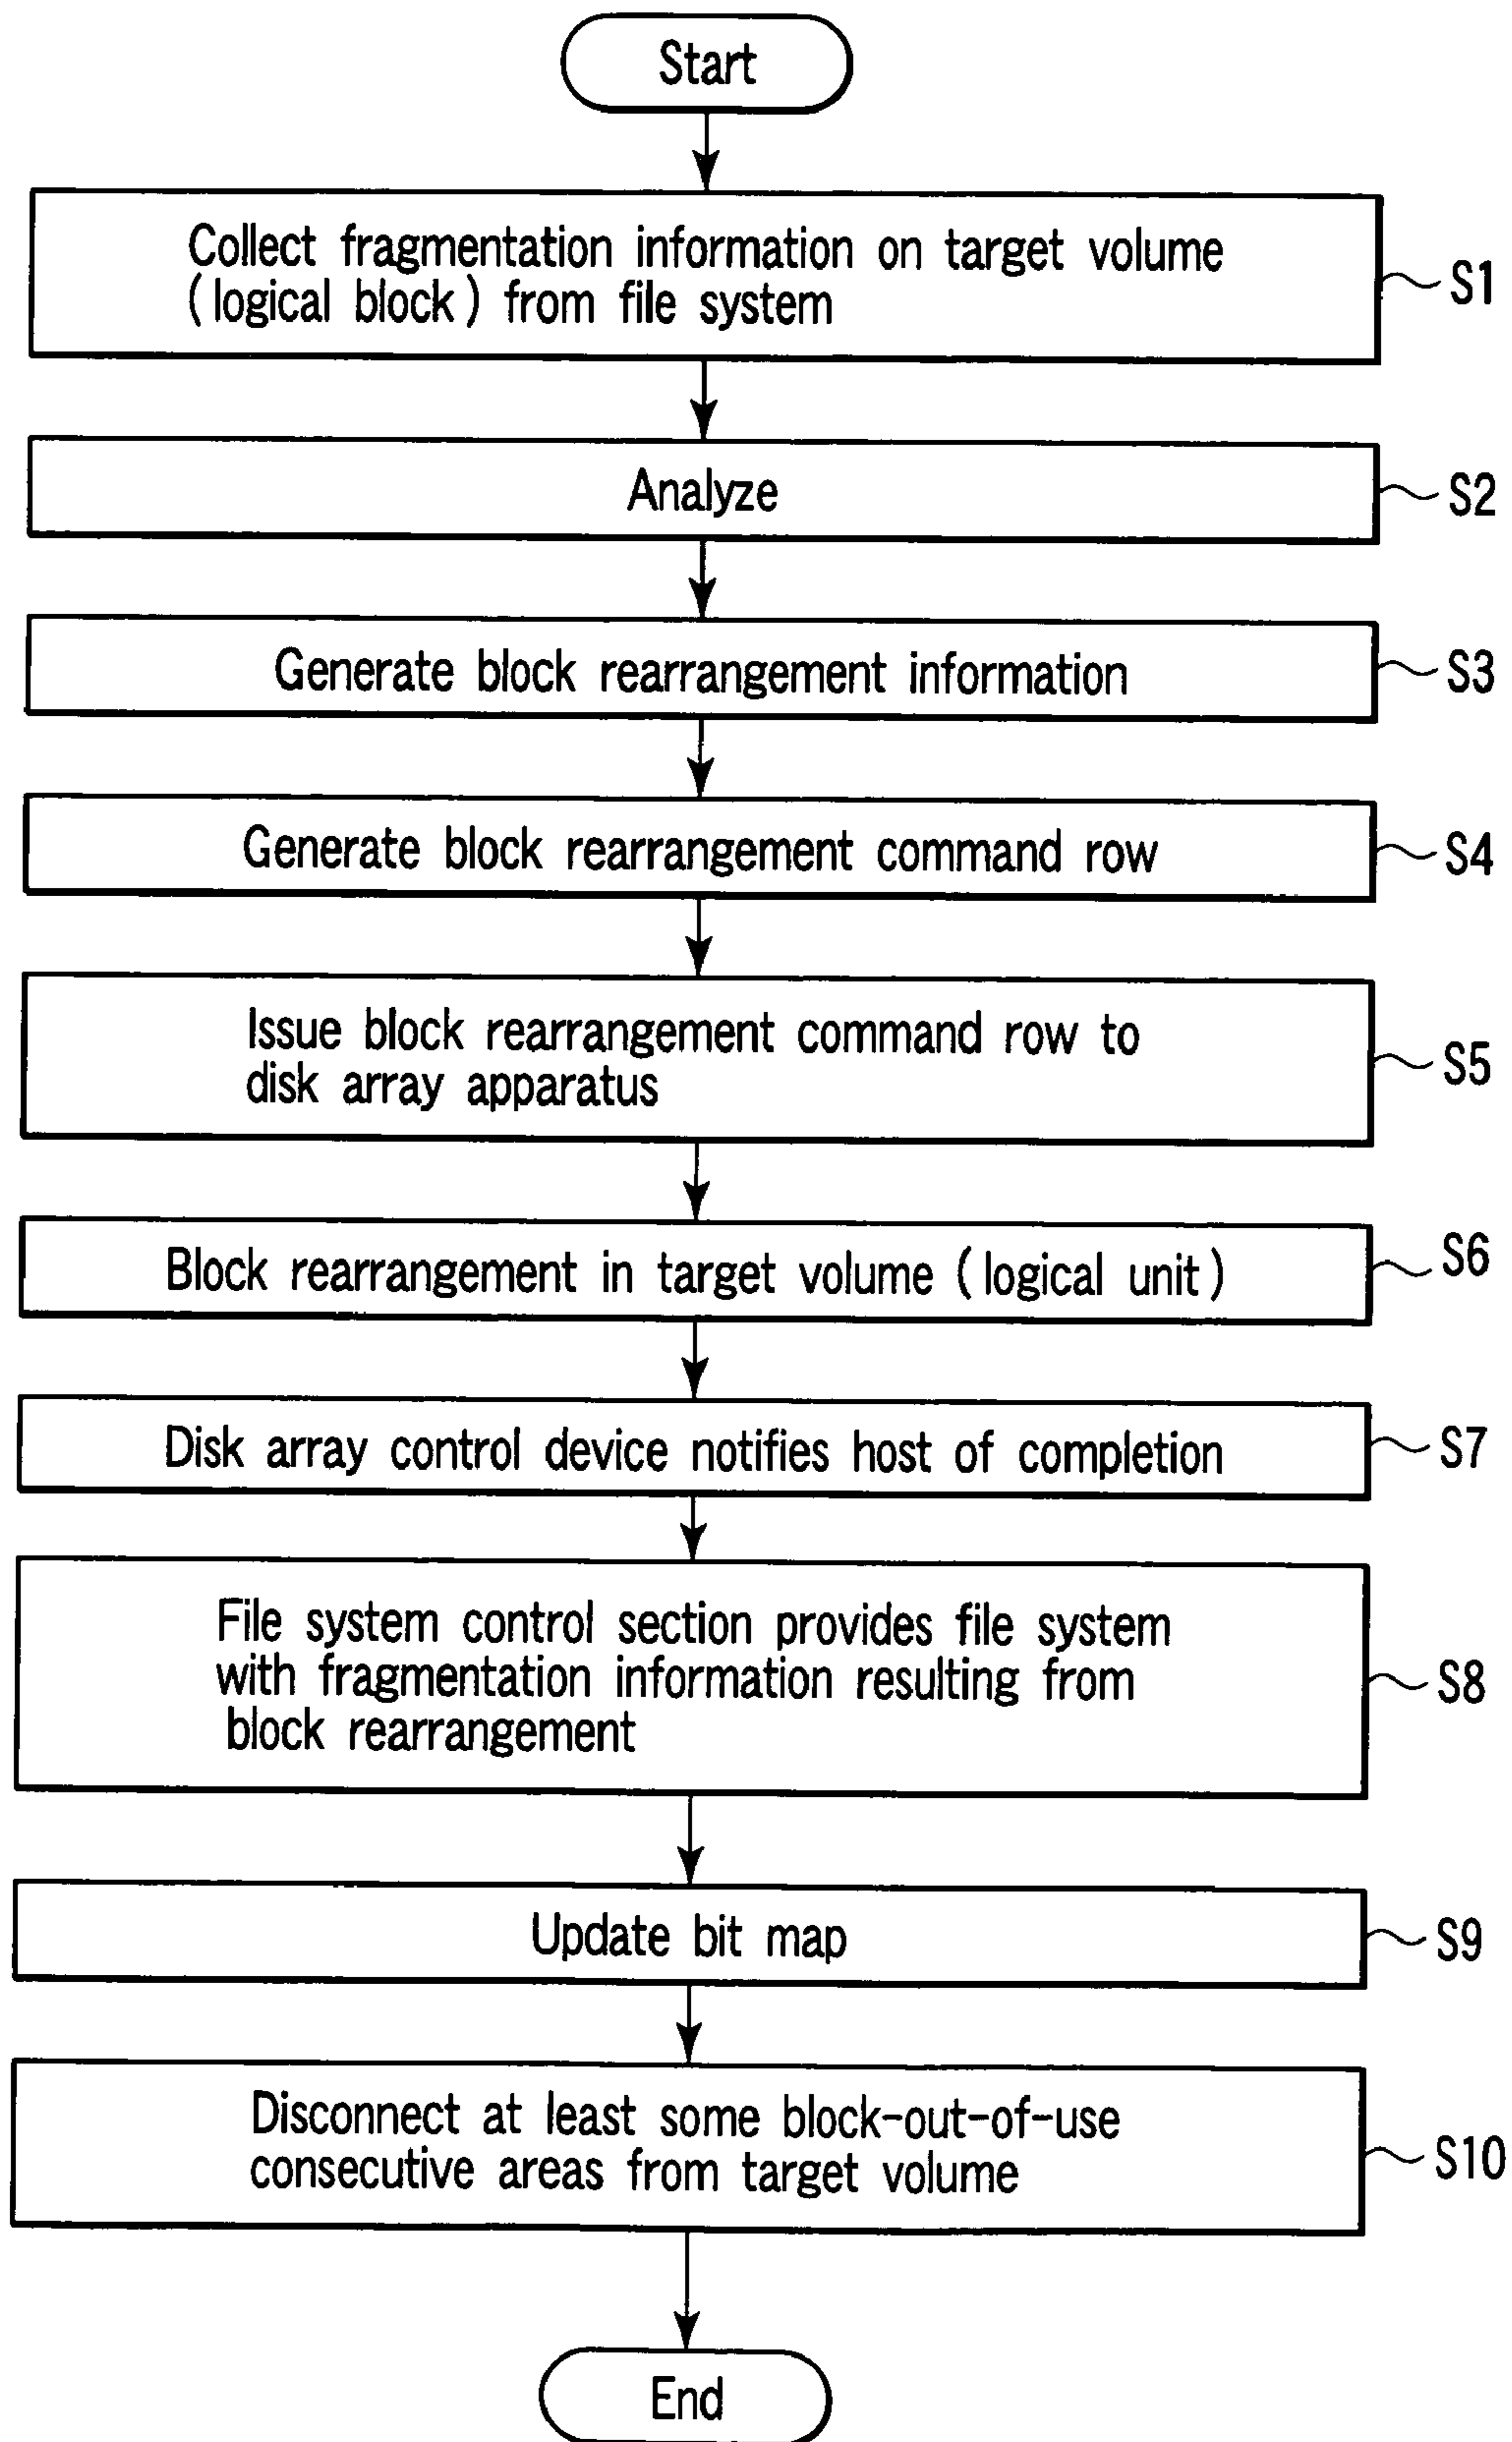 Start
Collect fragmentation information on target volume
(logical block) from file system
S1
Analyze
S2
Generate block rearrangement information
S3
Generate block rearrangement command row
S4
Issue block rearrangement command row to
disk array apparatus
S5
Block rearrangement in target volume (logical unit)
S6
Disk array control device notifies host of completion
S7
File system control section provides file system
with fragmentation information resulting from
block rearrangement
S8
Update bit map
S9
Disconnect at least some block-out-of-use
consecutive areas from target volume
S10
End